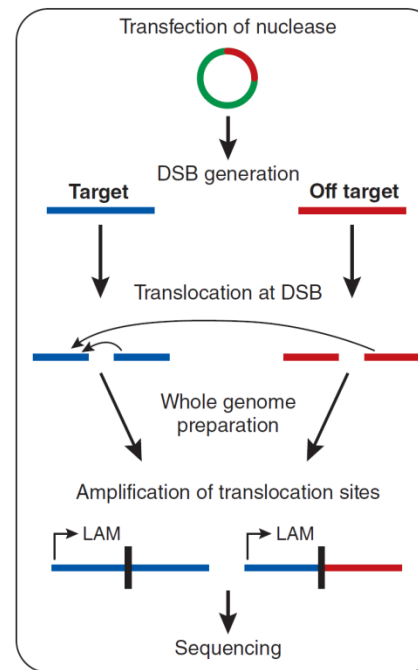 Transfection of nuclease
DSB generation
Target
Off target
Translocation at DSB
Whole genome
preparation
Amplification of translocation sites
LAM
LAM
Sequencing